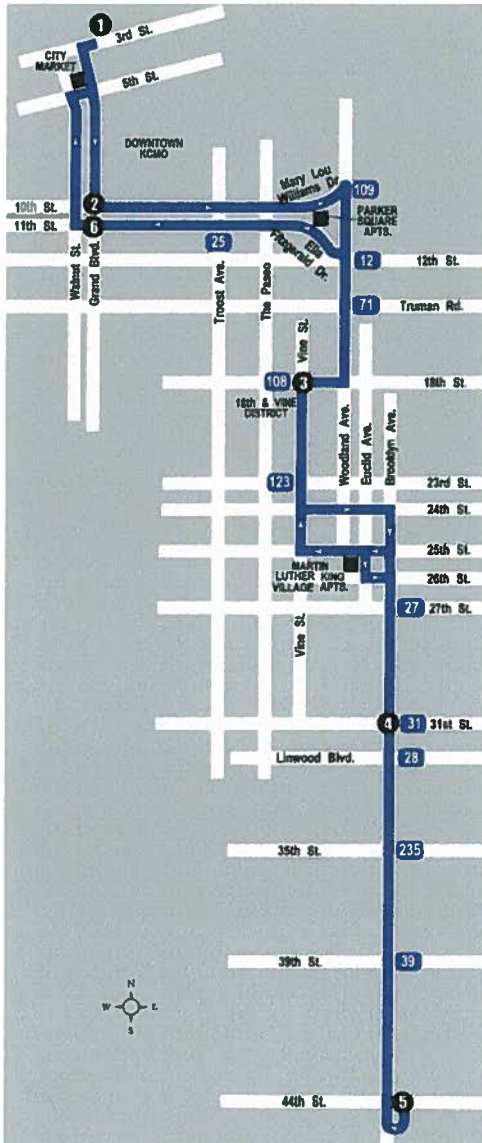 1
3rd St.
CITY
MARKET
5th St.
DOWNTOWN
KCMO
Mary Lou
Williams Dr.
109
10th St.
2
PARKER
SQUARE
APTS.
11th St.
6
25
Ella
Fitzgerald Dr.
12
12th St.
Walnut St.
Grand Blvd.
Troost Ave.
The Paseo
71
Truman Rd.
Vine St.
108
3
18th St.
18th & VINE
DISTRICT
Woodland Ave.
Euclid Ave.
Brooklyn Ave.
123
23rd St.
24th St.
25th St.
MARTIN
LUTHER KING
VILLAGE APTS.
26th St.
27
27th St.
Vine St.
4
31
31st St.
Linwood Blvd.
28
35th St.
235
39th St.
39
N
W
E
S
44th St.
5